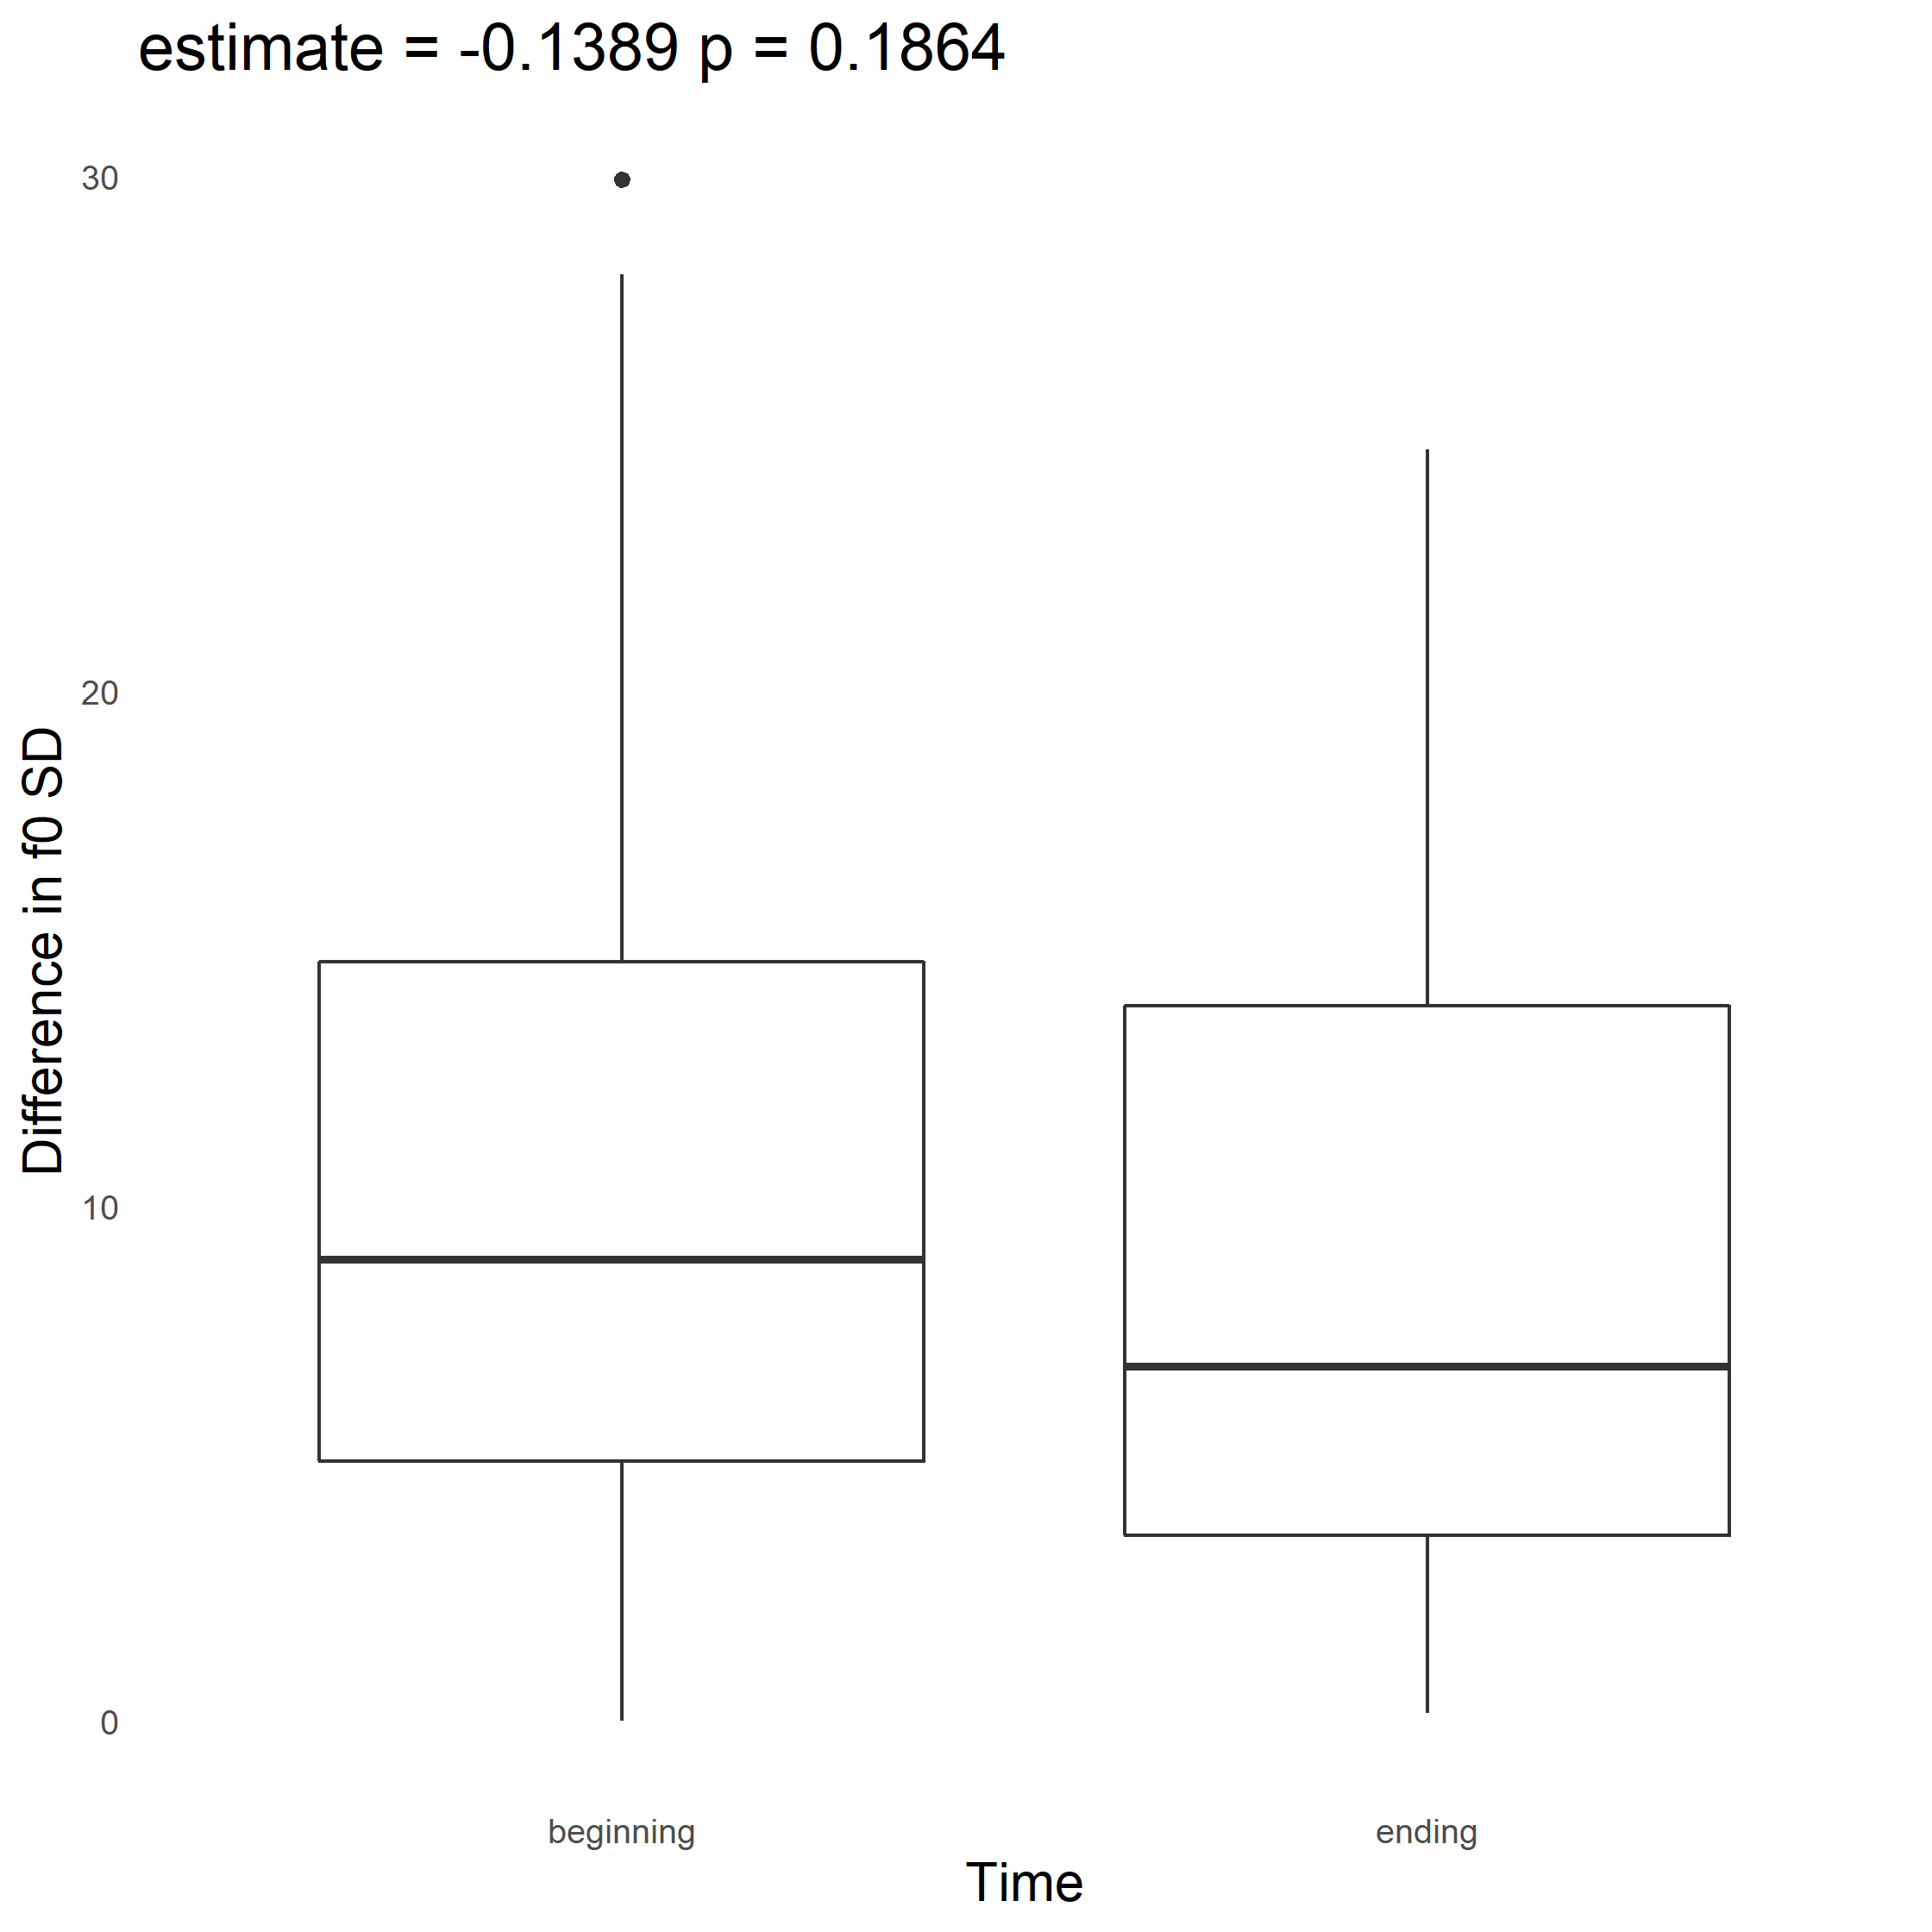 estimate = -0.1389 p = 0.1864
30
20
10
0
Difference in f0 SD
beginning
ending
Time